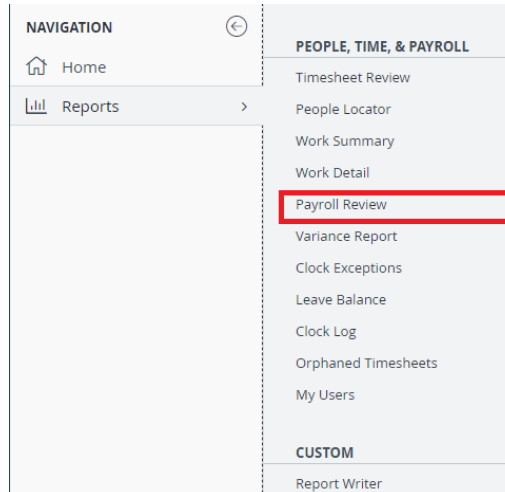 NAVIGATION
Home
Reports
PEOPLE, TIME, & PAYROLL
Timesheet Review
People Locator
Work Summary
Work Detail
Payroll Review
Variance Report
Clock Exceptions
Leave Balance
Clock Log
Orphaned Timesheets
My Users
CUSTOM
Report Writer